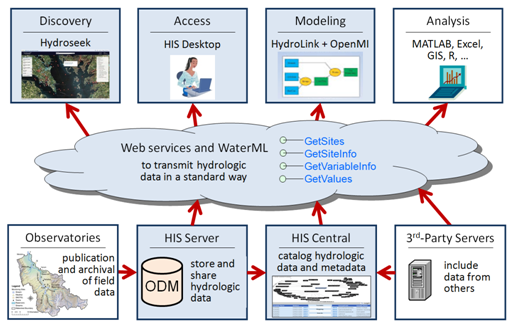 Discovery
Hydroseek
Access
HIS Desktop
Modeling
HydroLink + OpenMI
Analysis
MATLAB, Excel,
GIS, R, ...
Web services and WaterML
to transmit hydrologic
data in a standard way
GetSites
GetSiteInfo
GetVariableInfo
GetValues
Observatories
publication
and archival
of field
data
HIS Server
ODM
store and
share
hydrologic
data
HIS Central
catalog hydrologic
data and metadata
3rd-Party Servers
include
data from
others